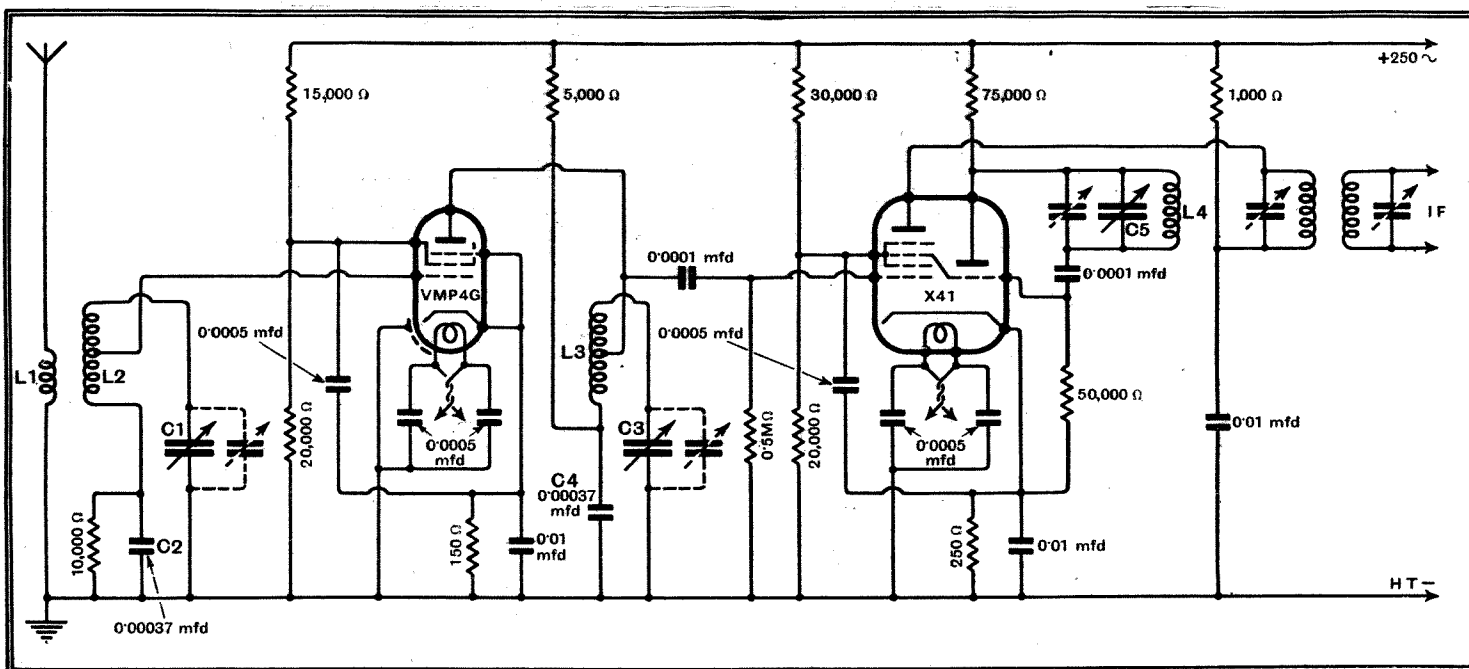 +250 ~
15,000 Ω
5,000 Ω
30,000 Ω
75,000 Ω
1,000 Ω
L4
C5
IF
0·0001 mfd
0·0001 mfd
VMP4G
X41
0·0005 mfd
0·0005 mfd
L1
L2
L3
C1
20,000 Ω
0·0005
mfd
C3
0·5MΩ
20,000 Ω
0·0005
mfd
50,000 Ω
0·01 mfd
C4
0·00037
mfd
10,000 Ω
C2
150 Ω
0·01
mfd
250 Ω
0·01 mfd
HT–
0·00037 mfd